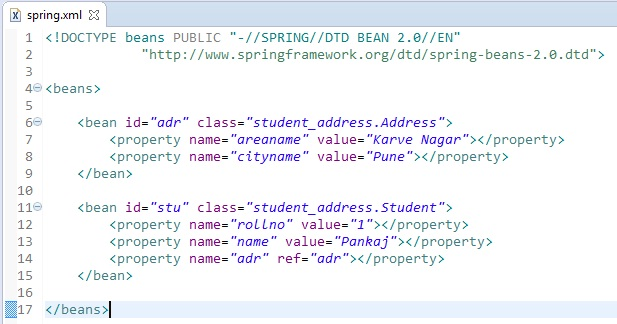 spring.xml
1 <!DOCTYPE beans PUBLIC "-//SPRING//DTD BEAN 2.0//EN"
2             "http://www.springframework.org/dtd/spring-beans-2.0.dtd">
3
4 <beans>
5
6     <bean id="adr" class="student_address.Address">
7         <property name="areaname" value="Karve Nagar"></property>
8         <property name="cityname" value="Pune"></property>
9     </bean>
10
11     <bean id="stu" class="student_address.Student">
12         <property name="rollno" value="1"></property>
13         <property name="name" value="Pankaj"></property>
14         <property name="adr" ref="adr"></property>
15     </bean>
16
17 </beans>